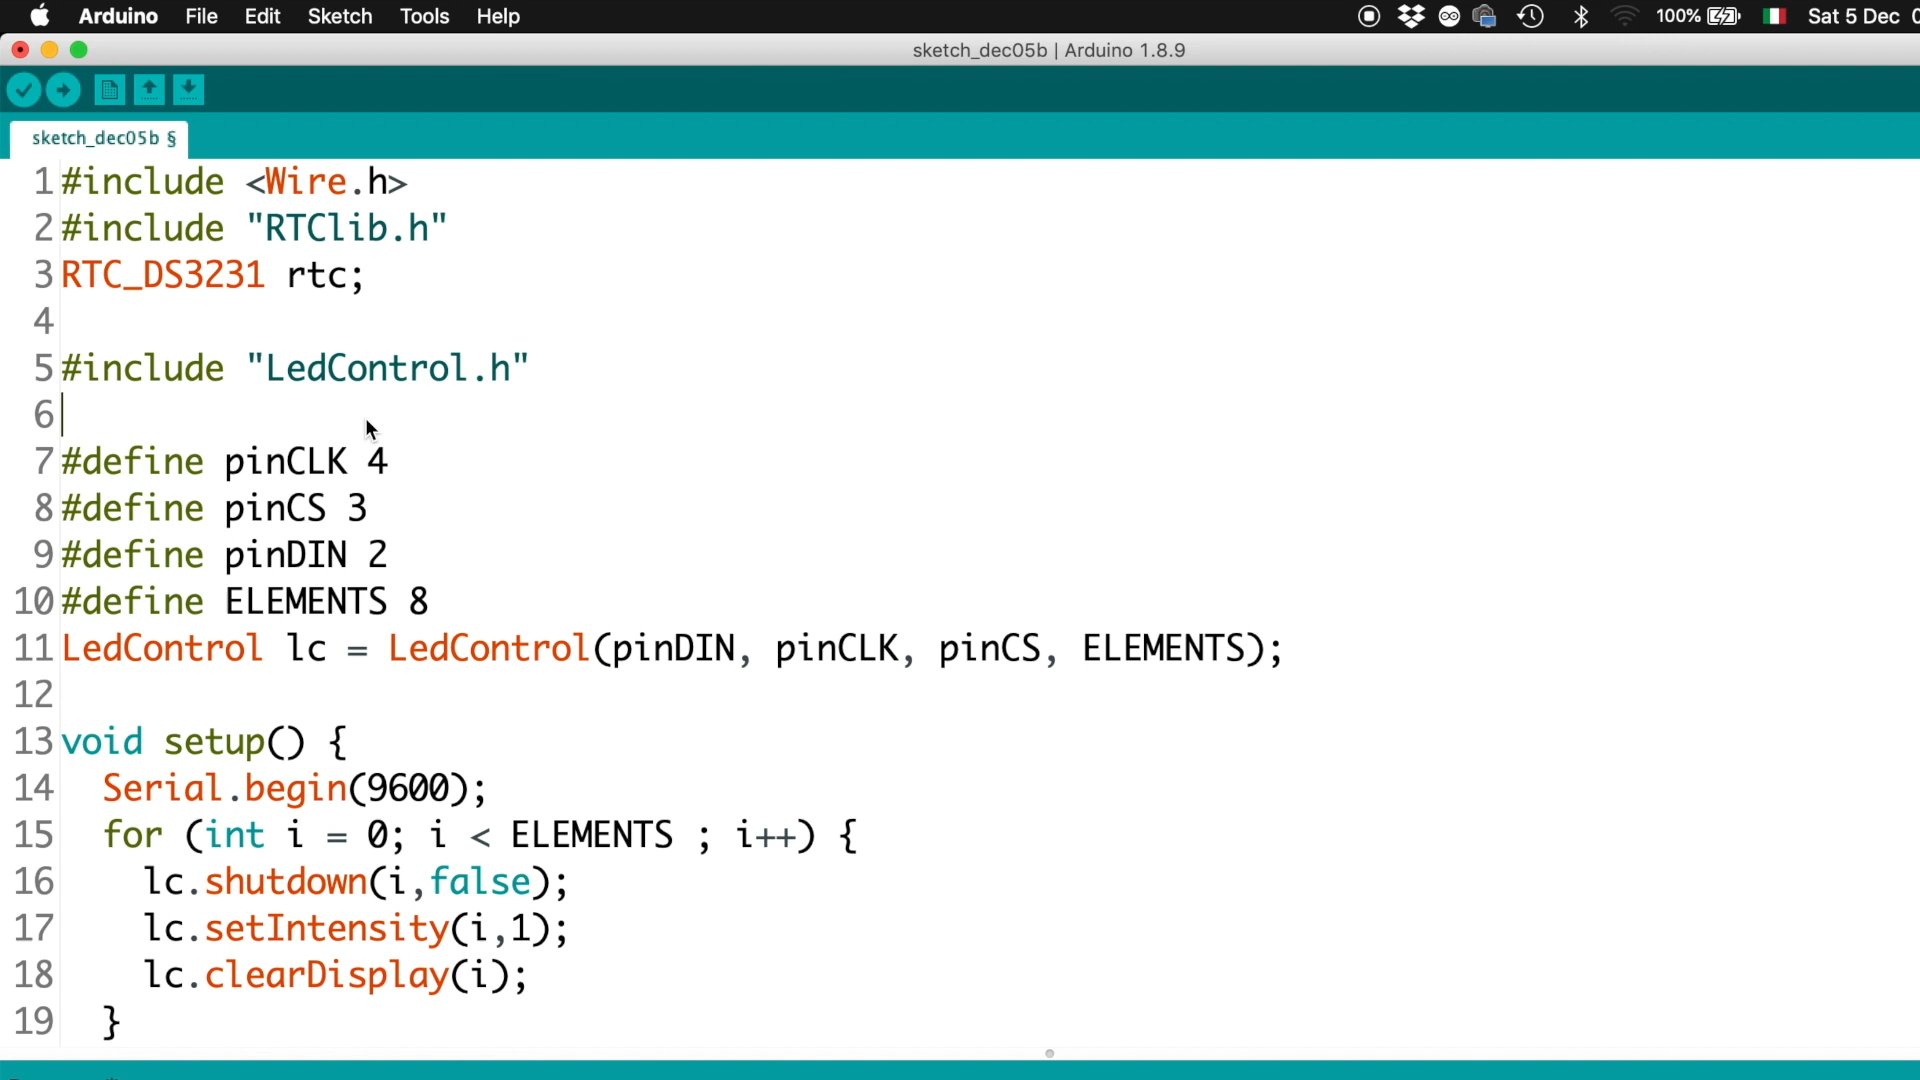 Arduino File Edit Sketch Tools Help 100% Sat 5 Dec
sketch_dec05b | Arduino 1.8.9
sketch_dec05b §
1 #include <Wire.h>
2 #include "RTClib.h"
3 RTC_DS3231 rtc;
4
5 #include "LedControl.h"
6
7 #define pinCLK 4
8 #define pinCS 3
9 #define pinDIN 2
10 #define ELEMENTS 8
11 LedControl lc = LedControl(pinDIN, pinCLK, pinCS, ELEMENTS);
12
13 void setup() {
14 Serial.begin(9600);
15 for (int i = 0; i < ELEMENTS ; i++) {
16 lc.shutdown(i,false);
17 lc.setIntensity(i,1);
18 lc.clearDisplay(i);
19 }